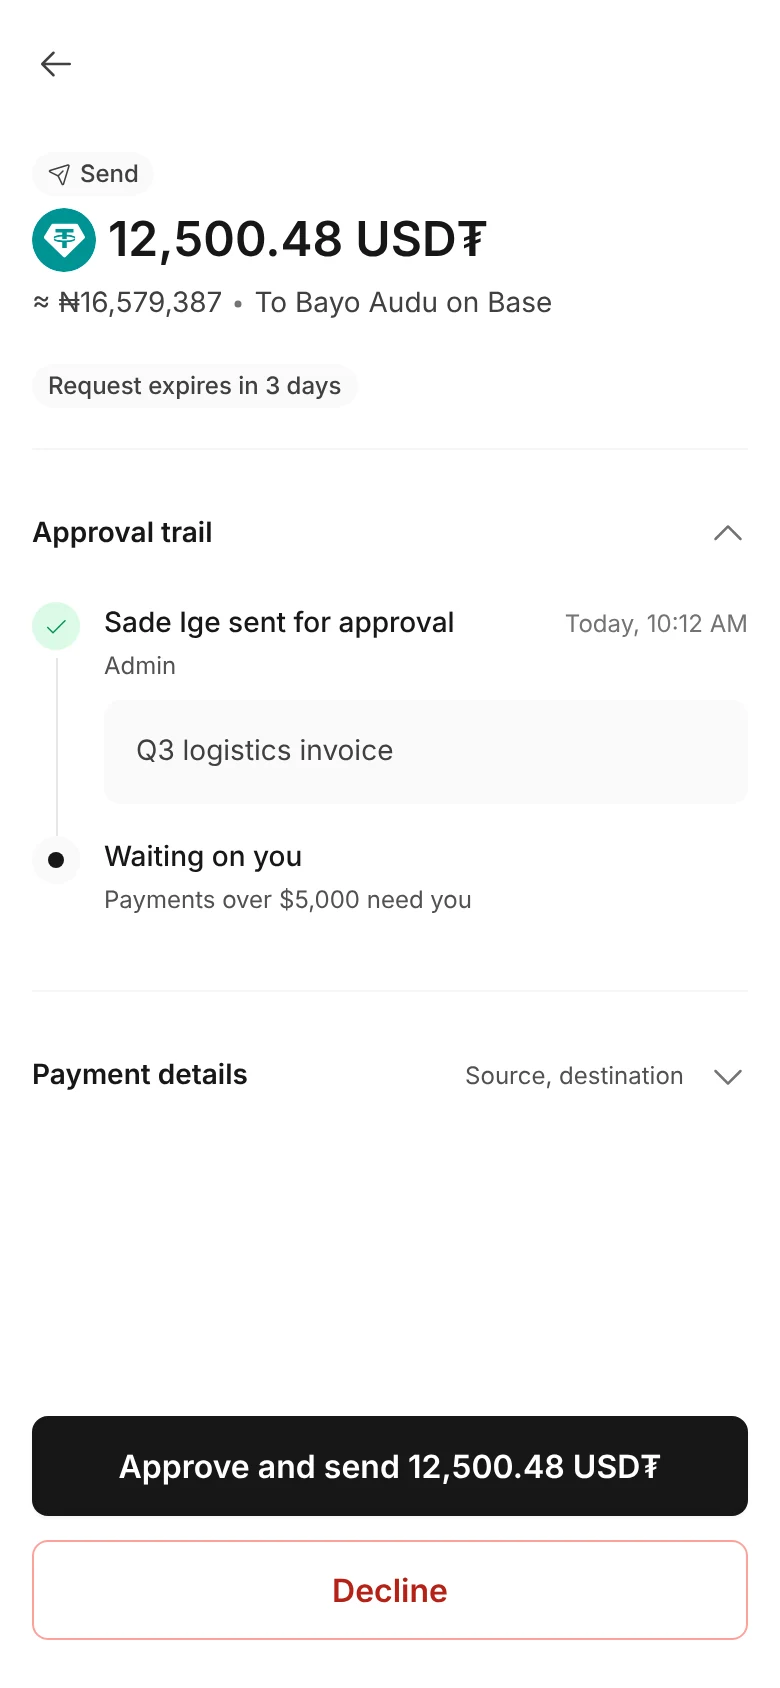 Send
12,500.48 USD₮
≈ ₦16,579,387 • To Bayo Audu on Base
Request expires in 3 days
Approval trail
Sade Ige sent for approval Today, 10:12 AM
Admin
Q3 logistics invoice
Waiting on you
Payments over $5,000 need you
Payment details Source, destination
Approve and send 12,500.48 USD₮
Decline